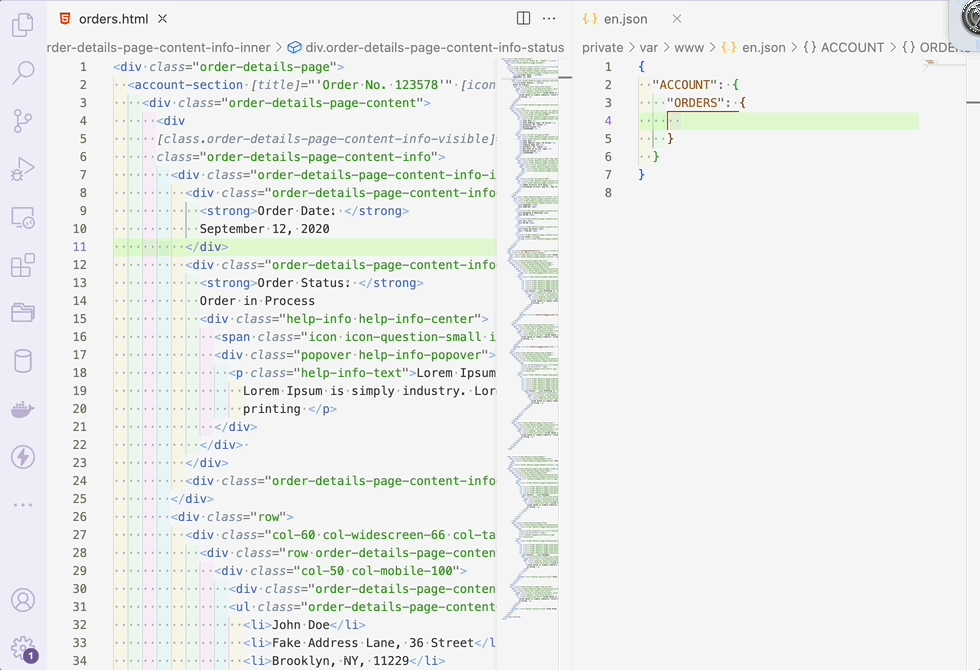 orders.html
en.json
rder-details-page-content-info-inner > div.order-details-page-content-info-status
private > var > www > {} en.json > {} ACCOUNT > {} ORDE
1 <div class="order-details-page">
2 <account-section [title]="'Order No. 123578'" [icon
3 <div class="order-details-page-content">
4 <div
5 [class.order-details-page-content-info-visible]=
6 class="order-details-page-content-info">
7 <div class="order-details-page-content-info-i
8 <div class="order-details-page-content-info
9 <strong>Order Date: </strong>
10 September 12, 2020
11 </div>
12 <div class="order-details-page-content-info
13 <strong>Order Status: </strong>
14 Order in Process
15 <div class="help-info help-info-center">
16 <span class="icon icon-question-small i
17 <div class="popover help-info-popover">
18 <p class="help-info-text">Lorem Ipsum
19 Lorem Ipsum is simply industry. Lor
20 printing </p>
21 </div>
22 </div>
23 </div>
24 <div class="order-details-page-content-info
25 </div>
26 <div class="row">
27 <div class="col-60 col-widescreen-66 col-ta
28 <div class="row order-details-page-conten
29 <div class="col-50 col-mobile-100">
30 <div class="order-details-page-conten
31 <ul class="order-details-page-content
32 <li>John Doe</li>
33 <li>Fake Address Lane, 36 Street</l
34 <li>Brooklyn, NY, 11229</li>
1 {
2 "ACCOUNT": {
3 "ORDERS": {
4
5 }
6 }
7 }
8
1